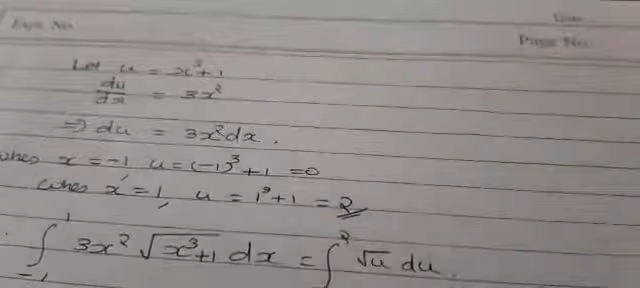 Page No.
Let u = x³+1
du/dx = 3x²
⇒ du = 3x²dx.
when x = -1, u = (-1)³+1 = 0
when x = 1, u = 1³+1 = 2
∫₋₁¹ 3x² √(x³+1) dx = ∫² √u du.